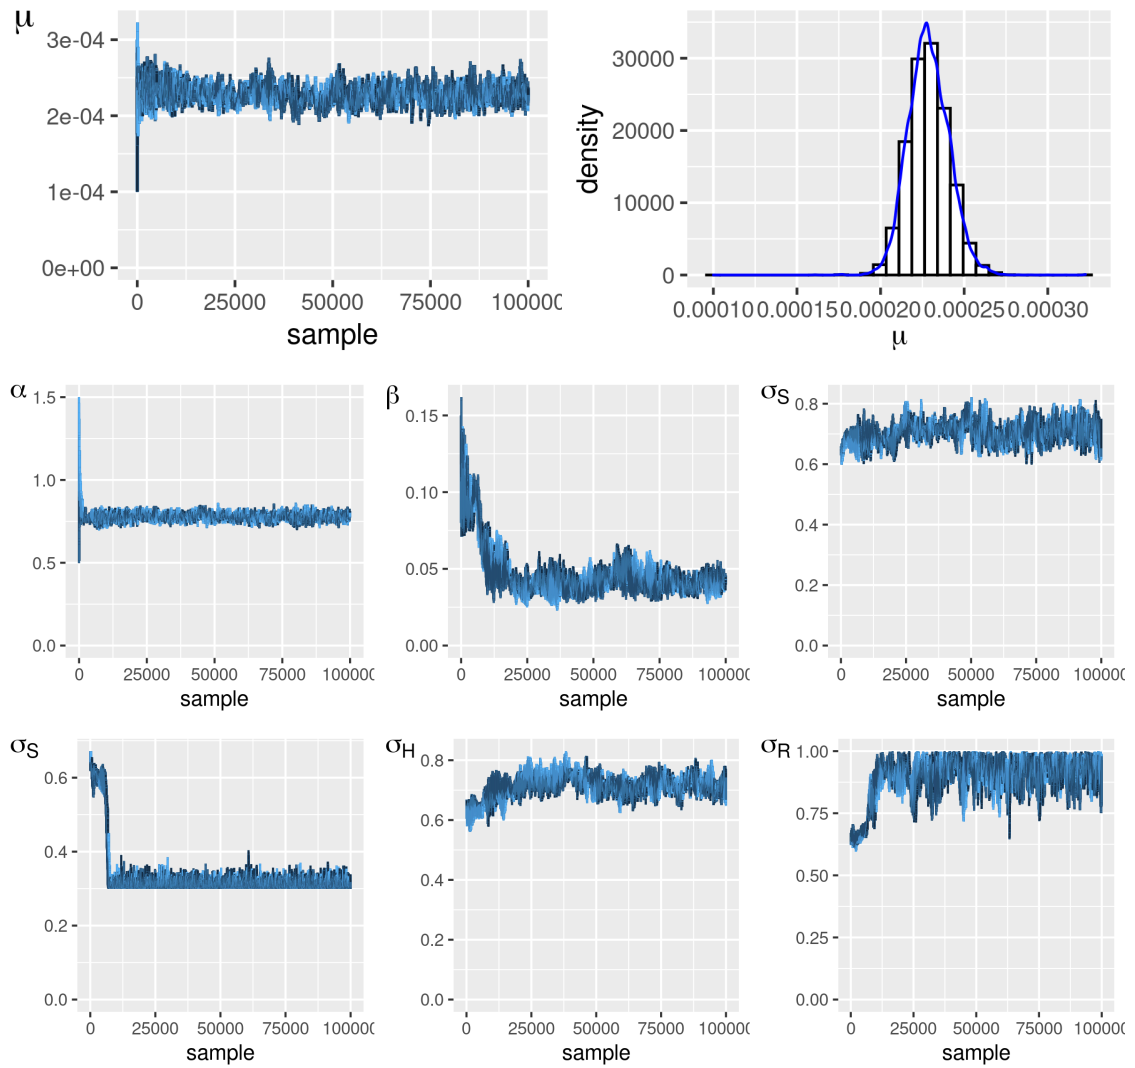 μ
3e-04
2e-04
1e-04
0e+00
0 25000 50000 75000 100000
sample
density
30000
20000
10000
0
0.00010 0.00015 0.00020 0.00025 0.00030
μ
α
1.5
1.0
0.5
0.0
0 25000 50000 75000 100000
sample
β
0.15
0.10
0.05
0.00
0 25000 50000 75000 100000
sample
σS
0.8
0.6
0.4
0.2
0.0
0 25000 50000 75000 100000
sample
σS
0.6
0.4
0.2
0.0
0 25000 50000 75000 100000
sample
σH
0.8
0.6
0.4
0.2
0.0
0 25000 50000 75000 100000
sample
σR
1.00
0.75
0.50
0.25
0.00
0 25000 50000 75000 100000
sample